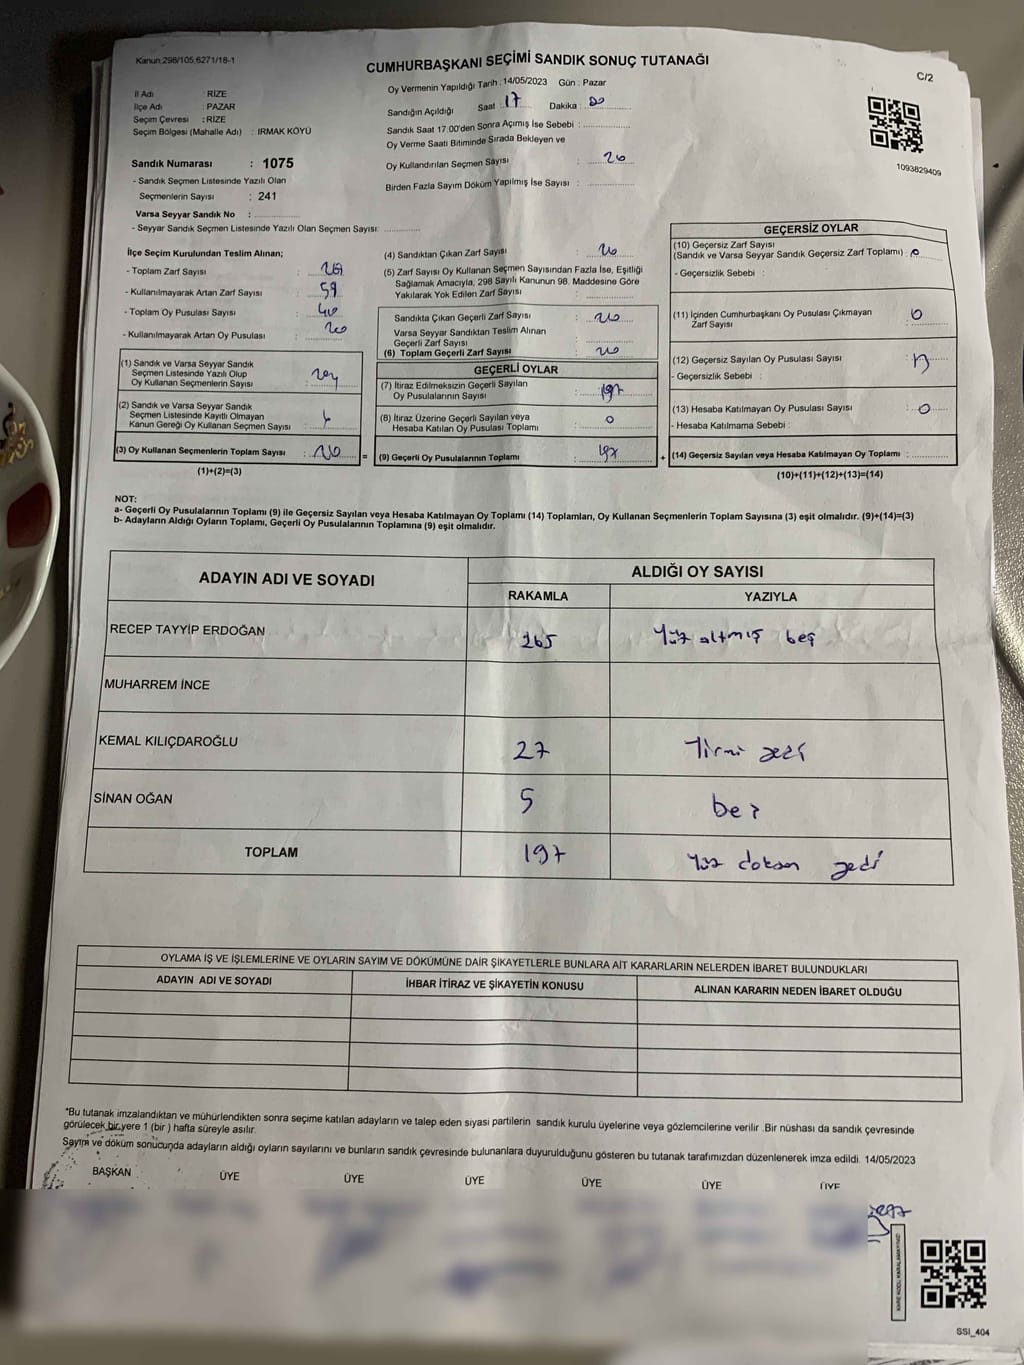 Kanun:298/105,6271/18-1
CUMHURBAŞKANI SEÇİMİ SANDIK SONUÇ TUTANAĞI
C/2
İl Adı : RİZE
İlçe Adı : PAZAR
Seçim Çevresi : RİZE
Seçim Bölgesi (Mahalle Adı) : IRMAK KÖYÜ
Sandık Numarası : 1075
- Sandık Seçmen Listesinde Yazılı Olan
Seçmenlerin Sayısı : 241
Varsa Seyyar Sandık No :
- Seyyar Sandık Seçmen Listesinde Yazılı Olan Seçmen Sayısı:
Oy Vermenin Yapıldığı Tarih : 14/05/2023 Gün : Pazar
Sandığın Açıldığı Saat : 17 Dakika :
Sandık Saat 17.00'den Sonra Açımış İse Sebebi :
Oy Verme Saati Bitiminde Sırada Bekleyen ve
Oy Kullandırılan Seçmen Sayısı :
Birden Fazla Sayım Döküm Yapılmış İse Sayısı :
1093829409
İlçe Seçim Kurulundan Teslim Alınan;
- Toplam Zarf Sayısı :
- Kullanılmayarak Artan Zarf Sayısı : 59
- Toplam Oy Pusulası Sayısı :
- Kullanılmayarak Artan Oy Pusulası :
(1) Sandık ve Varsa Seyyar Sandık
Seçmen Listesinde Yazılı Olup
Oy Kullanan Seçmenlerin Sayısı :
(2) Sandık ve Varsa Seyyar Sandık
Seçmen Listesinde Kayıtlı Olmayan
Kanun Gereği Oy Kullanan Seçmen Sayısı :
(3) Oy Kullanan Seçmenlerin Toplam Sayısı :
(1)+(2)=(3)
(4) Sandıktan Çıkan Zarf Sayısı :
(5) Zarf Sayısı Oy Kullanan Seçmen Sayısından Fazla İse, Eşitliği
Sağlamak Amacıyla, 298 Sayılı Kanunun 98. Maddesine Göre
Yakılarak Yok Edilen Zarf Sayısı :
Sandıkta Çıkan Geçerli Zarf Sayısı :
Varsa Seyyar Sandıktan Teslim Alınan
Geçerli Zarf Sayısı :
(6) Toplam Geçerli Zarf Sayısı :
GEÇERLİ OYLAR
(7) İtiraz Edilmeksizin Geçerli Sayılan
Oy Pusulalarının Sayısı : 197
(8) İtiraz Üzerine Geçerli Sayılan veya
Hesaba Katılan Oy Pusulası Toplamı : 0
= (9) Geçerli Oy Pusulalarının Toplamı : 197
GEÇERSİZ OYLAR
(10) Geçersiz Zarf Sayısı
(Sandık ve Varsa Seyyar Sandık Geçersiz Zarf Toplamı) : 0
- Geçersizlik Sebebi :
(11) İçinden Cumhurbaşkanı Oy Pusulası Çıkmayan
Zarf Sayısı : 0
(12) Geçersiz Sayılan Oy Pusulası Sayısı :
- Geçersizlik Sebebi :
(13) Hesaba Katılmayan Oy Pusulası Sayısı : 0
- Hesaba Katılmama Sebebi :
+ (14) Geçersiz Sayılan veya Hesaba Katılmayan Oy Toplamı :
(10)+(11)+(12)+(13)=(14)
NOT:
a- Geçerli Oy Pusulalarının Toplamı (9) ile Geçersiz Sayılan veya Hesaba Katılmayan Oy Toplamı (14) Toplamları, Oy Kullanan Seçmenlerin Toplam Sayısına (3) eşit olmalıdır. (9)+(14)=(3)
b- Adayların Aldığı Oyların Toplamı, Geçerli Oy Pusulalarının Toplamına (9) eşit olmalıdır.
ADAYIN ADI VE SOYADI
ALDIĞI OY SAYISI
RAKAMLA YAZIYLA
RECEP TAYYİP ERDOĞAN 165 Yüz altmış beş
MUHARREM İNCE
KEMAL KILIÇDAROĞLU 27 Yirmi yedi
SİNAN OĞAN 5 beş
TOPLAM 197 Yüz doksan yedi
OYLAMA İŞ VE İŞLEMLERİNE VE OYLARIN SAYIM VE DÖKÜMÜNE DAİR ŞİKAYETLERLE BUNLARA AİT KARARLARIN NELERDEN İBARET BULUNDUKLARI
ADAYIN ADI VE SOYADI İHBAR İTİRAZ VE ŞİKAYETİN KONUSU ALINAN KARARIN NEDEN İBARET OLDUĞU
*Bu tutanak imzalandıktan ve mühürlendikten sonra seçime katılan adayların ve talep eden siyasi partilerin sandık kurulu üyelerine veya gözlemcilerine verilir .Bir nüshası da sandık çevresinde
görülecek bir yere 1 (bir ) hafta süreyle asılır.
Sayım ve döküm sonucunda adayların aldığı oyların sayılarını ve bunların sandık çevresinde bulunanlara duyurulduğunu gösteren bu tutanak tarafımızdan düzenlenerek imza edildi. 14/05/2023
BAŞKAN ÜYE ÜYE ÜYE ÜYE ÜYE ÜYE
SSI_404